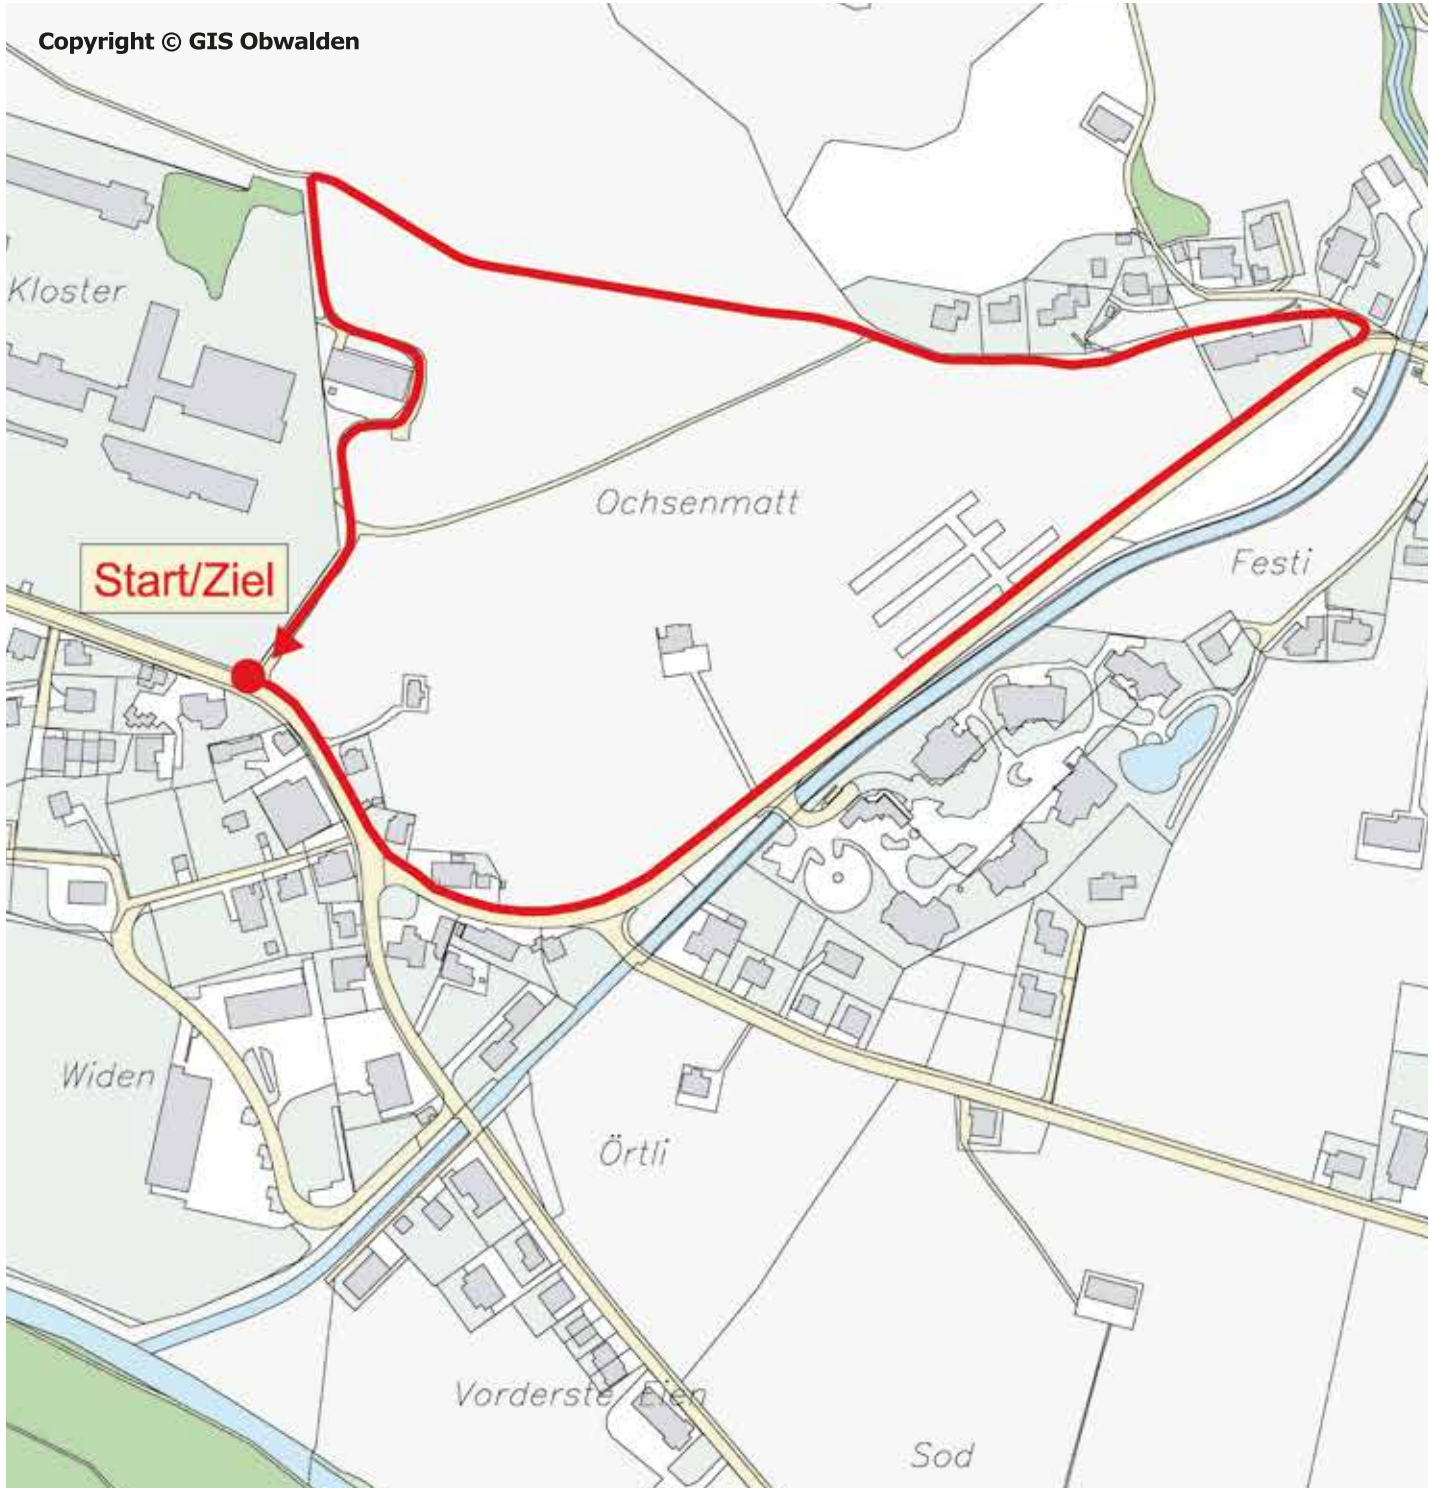 Copyright © GIS Obwalden
Kloster
Ochsenmatt
Festi
Start/Ziel
Widen
Örtli
Vorderste Eien
Sod